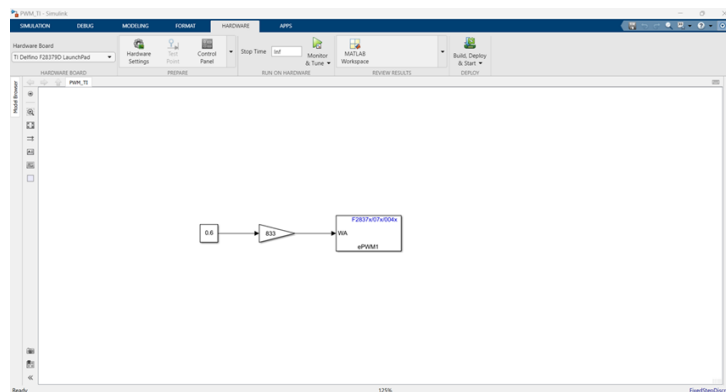 PWM_TI - Simulink
SIMULATION DEBUG MODELING FORMAT HARDWARE APPS
Hardware Board
TI Delfino F28379D LaunchPad
Hardware Settings
Test Point
Control Panel
Stop Time inf
Monitor & Tune
MATLAB Workspace
Build, Deploy & Start
HARDWARE BOARD PREPARE RUN ON HARDWARE REVIEW RESULTS DEPLOY
PWM_TI
Model Browser
F2837x/07x/004x
0.6
833
WA
ePWM1
Ready 125% FixedStepDiscr